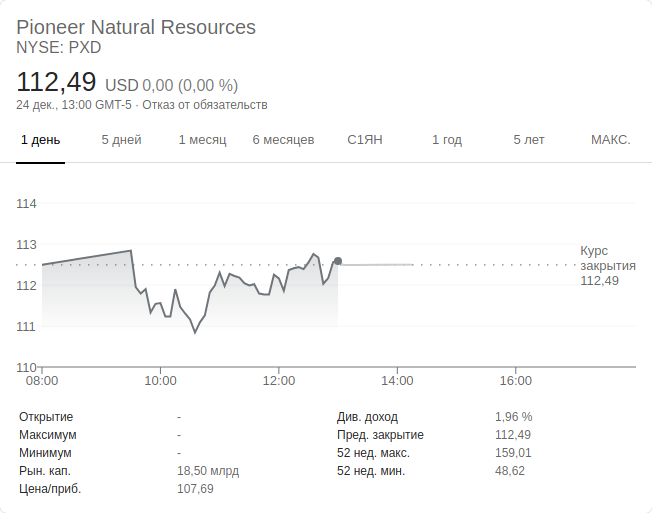 Pioneer Natural Resources
NYSE: PXD
112,49 USD 0,00 (0,00 %)
24 дек., 13:00 GMT-5 · Отказ от обязательств
1 день 5 дней 1 месяц 6 месяцев С1ЯН 1 год 5 лет МАКС.
114
113
Курс
закрытия
112,49
112
111
110
08:00 10:00 12:00 14:00 16:00
Открытие - Див. доход 1,96 %
Максимум - Пред. закрытие 112,49
Минимум - 52 нед. макс. 159,01
Рын. кап. 18,50 млрд 52 нед. мин. 48,62
Цена/приб. 107,69